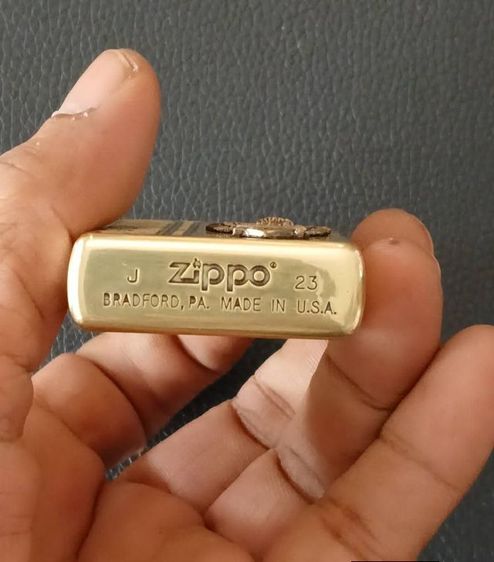 J Zippo® 23
BRADFORD, PA. MADE IN U.S.A.